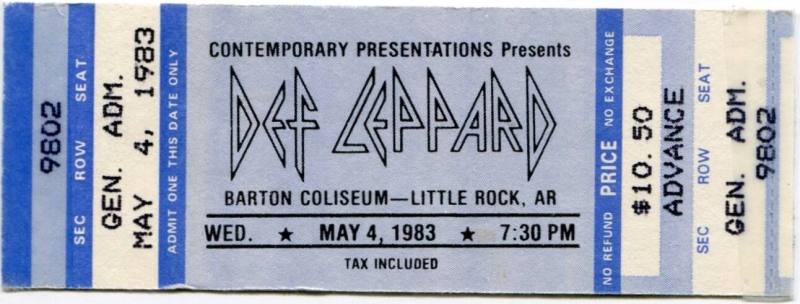 9802
SEC ROW SEAT
GEN. ADM.
MAY 4, 1983
ADMIT ONE THIS DATE ONLY
CONTEMPORARY PRESENTATIONS Presents
DEF LEPPARD
BARTON COLISEUM—LITTLE ROCK, AR
WED. ★ MAY 4, 1983 ★ 7:30 PM
TAX INCLUDED
NO REFUND PRICE NO EXCHANGE
$10.50
ADVANCE
SEC ROW SEAT
GEN. ADM.
9802